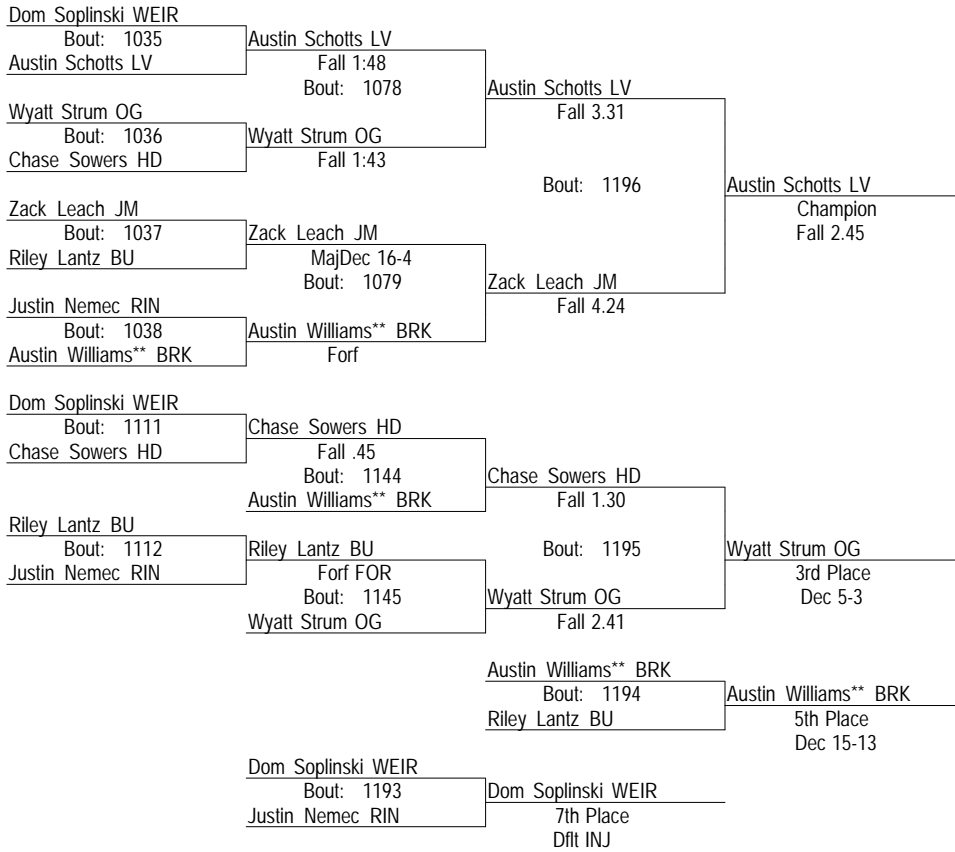 Dom Soplinski WEIR
Bout: 1035
Austin Schotts LV
Austin Schotts LV
Fall 1:48
Bout: 1078
Austin Schotts LV
Fall 3.31
Wyatt Strum OG
Bout: 1036
Chase Sowers HD
Wyatt Strum OG
Fall 1:43
Bout: 1196
Austin Schotts LV
Champion
Fall 2.45
Zack Leach JM
Bout: 1037
Riley Lantz BU
Zack Leach JM
MajDec 16-4
Bout: 1079
Zack Leach JM
Fall 4.24
Justin Nemec RIN
Bout: 1038
Austin Williams** BRK
Austin Williams** BRK
Forf
Dom Soplinski WEIR
Bout: 1111
Chase Sowers HD
Chase Sowers HD
Fall .45
Bout: 1144
Austin Williams** BRK
Chase Sowers HD
Fall 1.30
Riley Lantz BU
Bout: 1112
Justin Nemec RIN
Riley Lantz BU
Forf FOR
Bout: 1145
Wyatt Strum OG
Bout: 1195
Wyatt Strum OG
Fall 2.41
Wyatt Strum OG
3rd Place
Dec 5-3
Austin Williams** BRK
Bout: 1194
Riley Lantz BU
Austin Williams** BRK
5th Place
Dec 15-13
Dom Soplinski WEIR
Bout: 1193
Justin Nemec RIN
Dom Soplinski WEIR
7th Place
Dflt INJ